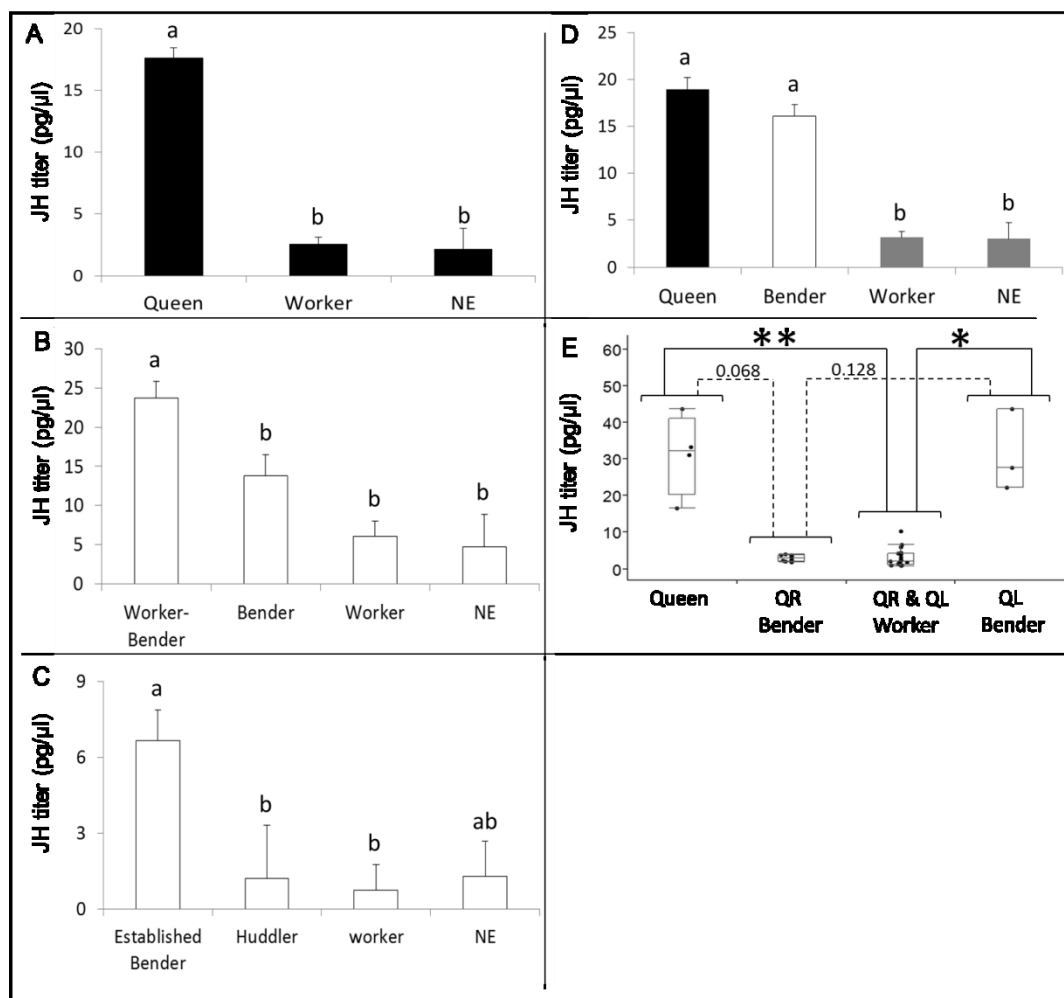 A
JH titer (pg/µl)
20
15
10
5
0
a
b
b
Queen Worker NE
B
JH titer (pg/µl)
30
25
20
15
10
5
0
a
b
b
b
Worker- Bender Worker NE
Bender
C
JH titer (pg/µl)
9
6
3
0
a
b
b
ab
Established Huddler worker NE
Bender
D
JH titer (pg/µl)
25
20
15
10
5
0
a
a
b
b
Queen Bender Worker NE
E
JH titer (pg/µl)
60
50
40
30
20
10
0
** *
0.068 0.128
Queen QR QR & QL QL
Bender Worker Bender